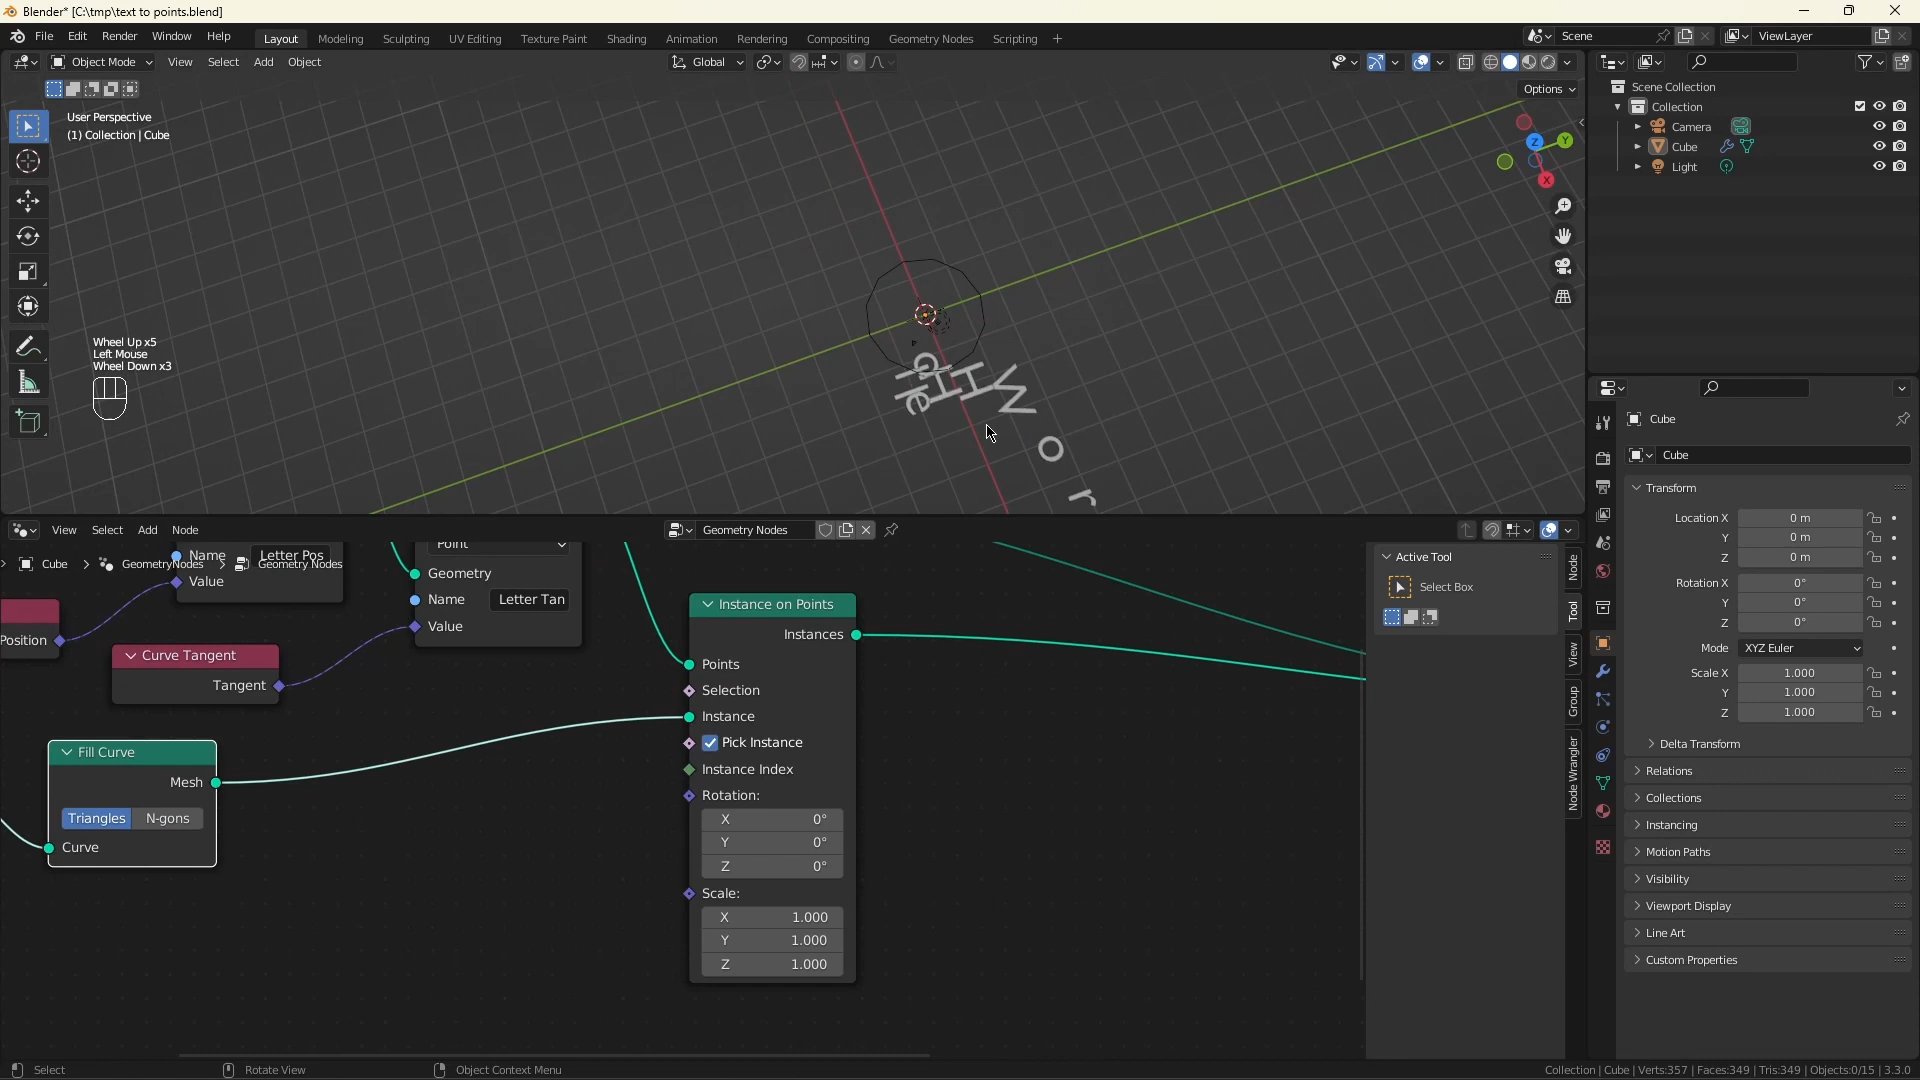 Blender* [C:\tmp\text to points.blend]
File Edit Render Window Help Layout Modeling Sculpting UV Editing Texture Paint Shading Animation Rendering Compositing Geometry Nodes Scripting + Scene ViewLayer
Object Mode View Select Add Object Global
Options
User Perspective
(1) Collection | Cube
Z Y X
Wheel Up x5
Left Mouse
Wheel Down x3
W
o
r
Scene Collection
Collection
Camera
Cube
Light
Cube
Cube
Transform
Location X 0 m
Y 0 m
Z 0 m
Rotation X 0°
Y 0°
Z 0°
Mode XYZ Euler
Scale X 1.000
Y 1.000
Z 1.000
Delta Transform
Relations
Collections
Instancing
Motion Paths
Visibility
Viewport Display
Line Art
Custom Properties
View Select Add Node Geometry Nodes
Cube GeometryNodes Geometry Nodes
Name Letter Pos
Value
Position
Curve Tangent
Tangent
Point
Geometry
Name Letter Tan
Value
Fill Curve
Mesh
Triangles N-gons
Curve
Instance on Points
Instances
Points
Selection
Instance
Pick Instance
Instance Index
Rotation:
X 0°
Y 0°
Z 0°
Scale:
X 1.000
Y 1.000
Z 1.000
Active Tool
Select Box
Node
Tool
View
Group
Node Wrangler
Select Rotate View Object Context Menu Collection | Cube | Verts:357 | Faces:349 | Tris:349 | Objects:0/15 | 3.3.0